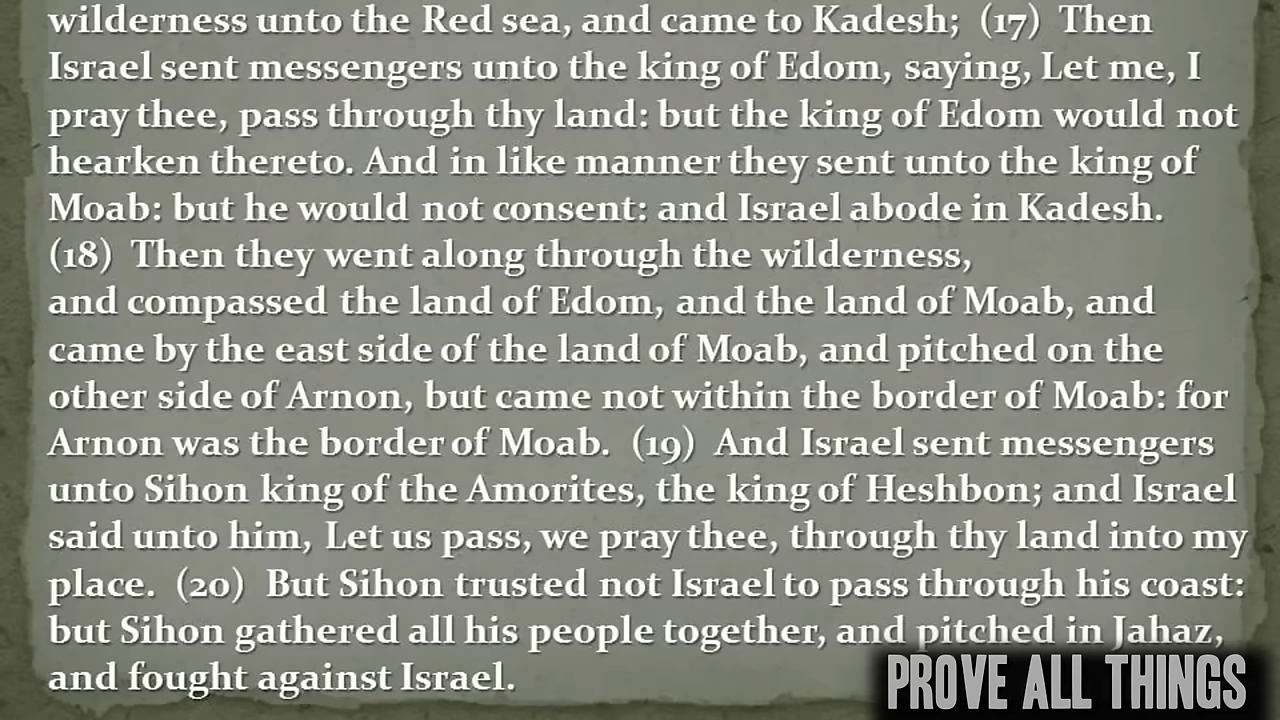 wilderness unto the Red sea, and came to Kadesh; (17) Then
Israel sent messengers unto the king of Edom, saying, Let me, I
pray thee, pass through thy land: but the king of Edom would not
hearken thereto. And in like manner they sent unto the king of
Moab: but he would not consent: and Israel abode in Kadesh.
(18) Then they went along through the wilderness,
and compassed the land of Edom, and the land of Moab, and
came by the east side of the land of Moab, and pitched on the
other side of Arnon, but came not within the border of Moab: for
Arnon was the border of Moab. (19) And Israel sent messengers
unto Sihon king of the Amorites, the king of Heshbon; and Israel
said unto him, Let us pass, we pray thee, through thy land into my
place. (20) But Sihon trusted not Israel to pass through his coast:
but Sihon gathered all his people together, and pitched in Jahaz,
and fought against Israel.
PROVE ALL THINGS